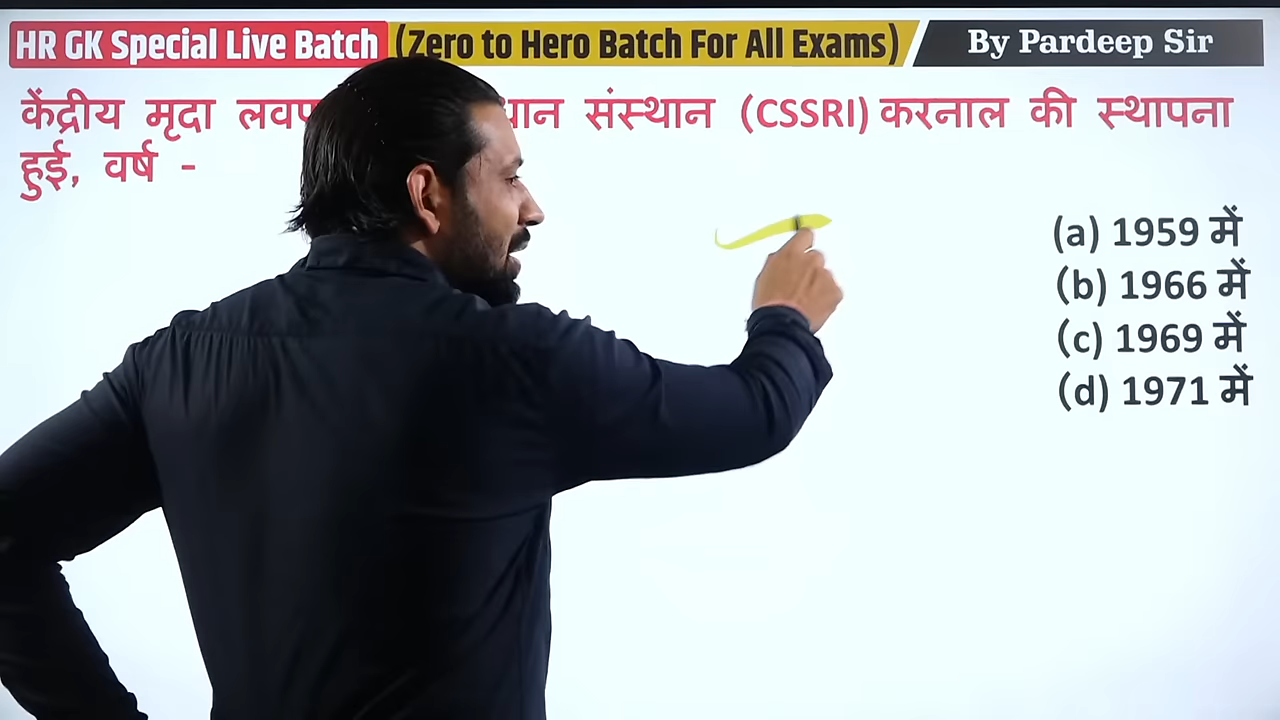 HR GK Special Live Batch (Zero to Hero Batch For All Exams) By Pardeep Sir
केंद्रीय मृदा संस्थान (CSSRI) करनाल की स्थापना
हुई, वर्ष -
(a) 1959 में
(b) 1966 में
(c) 1969 में
(d) 1971 में